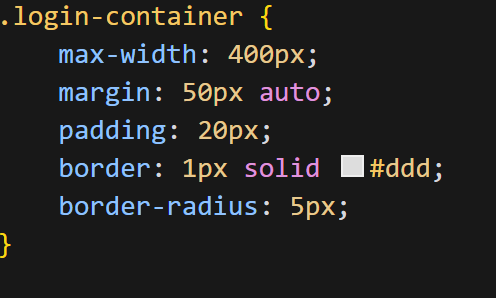 .login-container {
    max-width: 400px;
    margin: 50px auto;
    padding: 20px;
    border: 1px solid #ddd;
    border-radius: 5px;
}